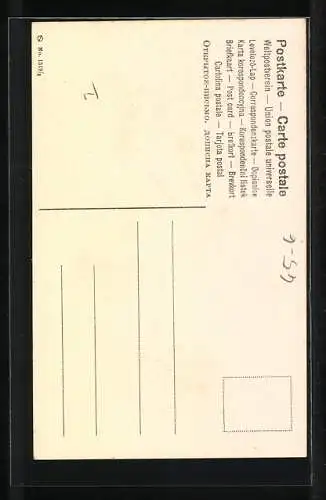 Postkarte — Carte postale
Weltpostverein — Union postale universelle
Levelező-Lap — Correspondenzkarte — Dopisnice
Karta korespondencyjna — Korespondenční lístek
Briefkaart — Post card — Brefkort — Brevkort
Cartolina postale — Tarjeta postal
Открытое-письмо. дописна карта
No.